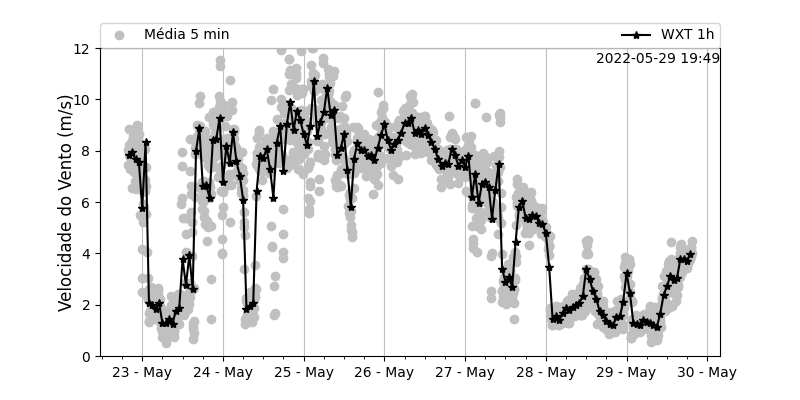 Média 5 min
WXT 1h
2022-05-29 19:49
Velocidade do Vento (m/s)
12
10
8
6
4
2
0
23 - May
24 - May
25 - May
26 - May
27 - May
28 - May
29 - May
30 - May